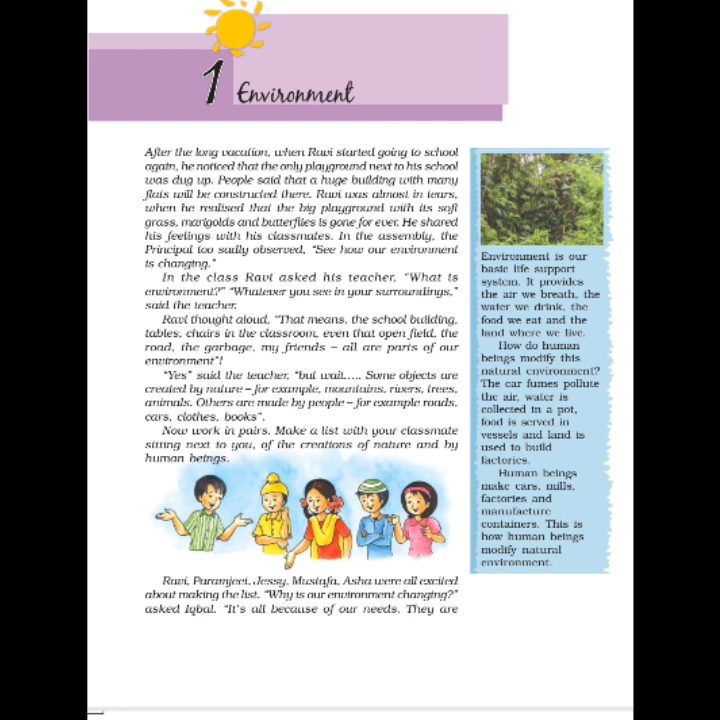 1 Environment
After the long vacation, when Ravi started going to school
again, he noticed that the only playground next to his school
was dug up. People said that a huge building with many
flats will be constructed there. Ravi was almost in tears,
when he realised that the big playground with its soft
grass, marigolds and butterflies is gone for ever. He shared
his feelings with his classmates. In the assembly, the
Principal too sadly observed, “See how our environment
is changing.”
In the class Ravi asked his teacher, “What is
environment?” “Whatever you see in your surroundings,”
said the teacher.
Ravi thought aloud, “That means, the school building,
tables, chairs in the classroom, even that open field, the
road, the garbage, my friends – all are parts of our
environment”!
“Yes” said the teacher, “but wait….. Some objects are
created by nature – for example, mountains, rivers, trees,
animals. Others are made by people – for example roads,
cars, clothes, books”.
Now work in pairs. Make a list with your classmate
sitting next to you, of the creations of nature and by
human beings.
Ravi, Paramjeet, Jessy, Mustafa, Asha were all excited
about making the list. “Why is our environment changing?”
asked Iqbal. “It’s all because of our needs. They are
Environment is our
basic life support
system. It provides
the air we breath, the
water we drink, the
food we eat and the
land where we live.
How do human
beings modify this
natural environment?
The car fumes pollute
the air, water is
collected in a pot,
food is served in
vessels and land is
used to build
factories.
Human beings
make cars, mills,
factories and
manufacture
containers. This is
how human beings
modify natural
environment.